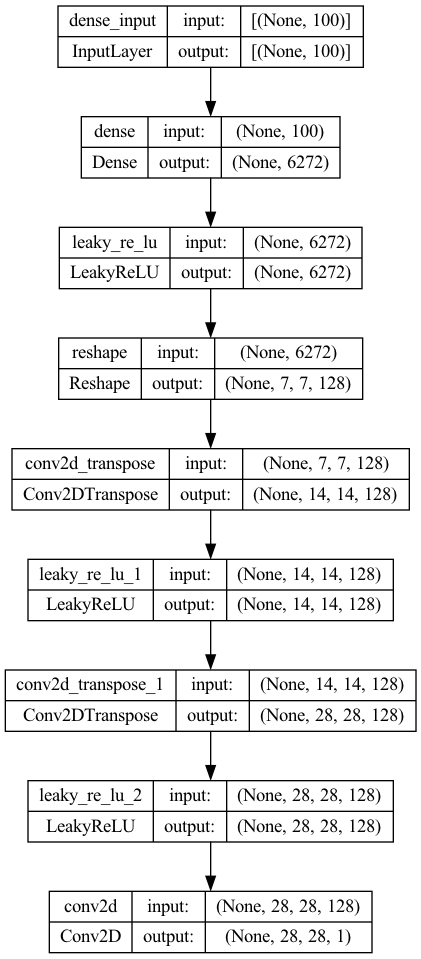 dense_input input: [(None, 100)]
InputLayer output: [(None, 100)]
dense input: (None, 100)
Dense output: (None, 6272)
leaky_re_lu input: (None, 6272)
LeakyReLU output: (None, 6272)
reshape input: (None, 6272)
Reshape output: (None, 7, 7, 128)
conv2d_transpose input: (None, 7, 7, 128)
Conv2DTranspose output: (None, 14, 14, 128)
leaky_re_lu_1 input: (None, 14, 14, 128)
LeakyReLU output: (None, 14, 14, 128)
conv2d_transpose_1 input: (None, 14, 14, 128)
Conv2DTranspose output: (None, 28, 28, 128)
leaky_re_lu_2 input: (None, 28, 28, 128)
LeakyReLU output: (None, 28, 28, 128)
conv2d input: (None, 28, 28, 128)
Conv2D output: (None, 28, 28, 1)